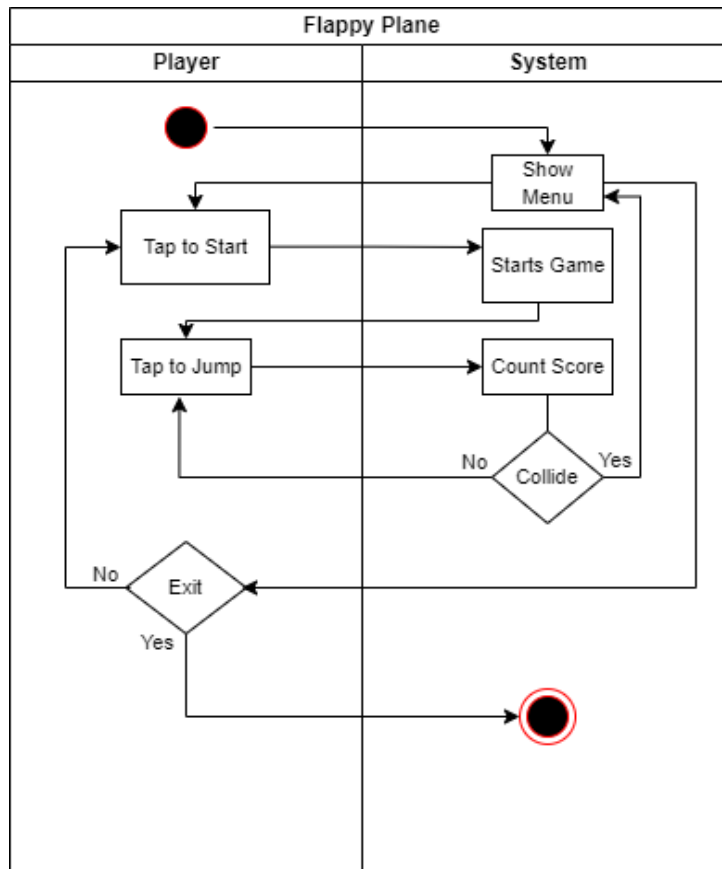 Flappy Plane
Player
System
Show
Menu
Tap to Start
Starts Game
Tap to Jump
Count Score
No
Collide
Yes
No
Exit
Yes